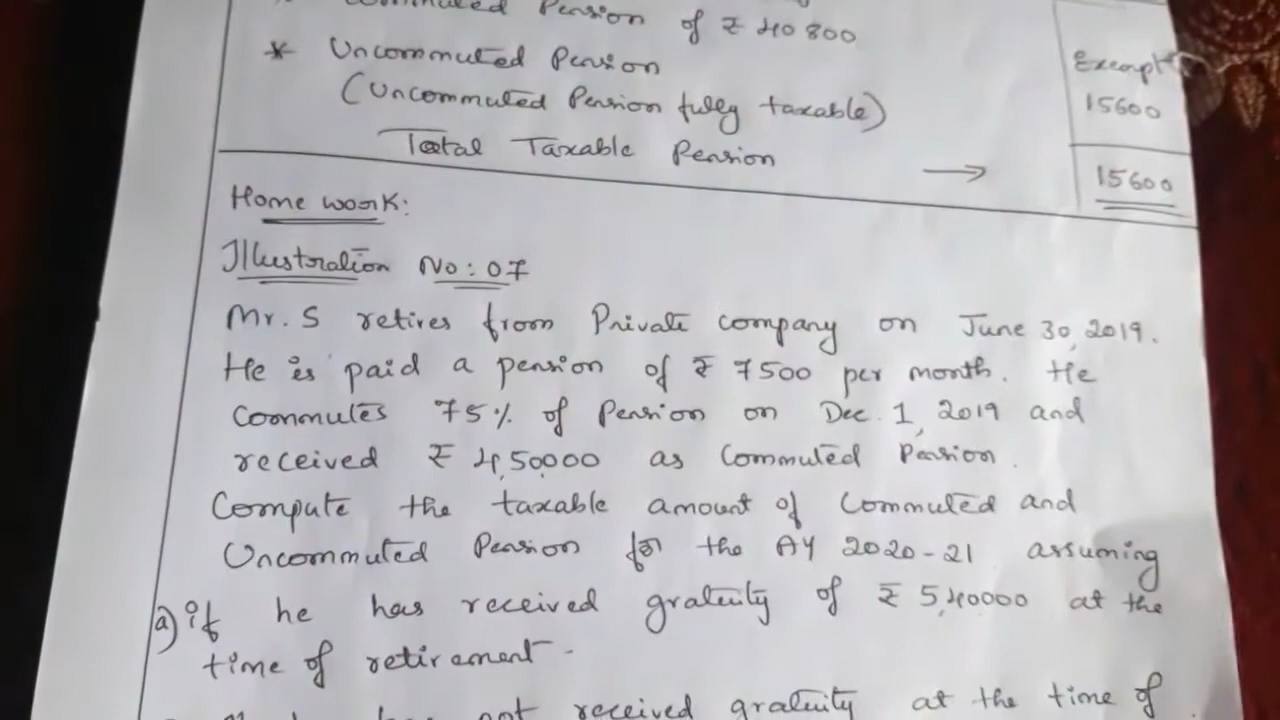 Commuted Pension of ₹ 40800
* Uncommuted Pension
Exempt
(Uncommuted Pension fully taxable)
15600
Total Taxable Pension → 15600
Home work:
Illustration No: 07
Mr. S retires from Private company on June 30, 2019.
He is paid a pension of ₹ 7500 per month. He
Commutes 75% of Pension on Dec. 1, 2019 and
received ₹ 4,50000 as Commuted Pension.
Compute the taxable amount of Commuted and
Uncommuted Pension for the AY 2020-21 assuming
a) if he has received gratuity of ₹ 5,40000 at the
time of retirement.
not received gratuity at the time of